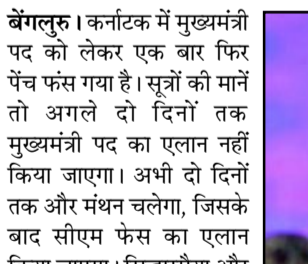 बेंगलुरु। कर्नाटक में मुख्यमंत्री
पद को लेकर एक बार फिर
पेंच फंस गया है। सूत्रों की मानें
तो अगले दो दिनों तक
मुख्यमंत्री पद का एलान नहीं
किया जाएगा। अभी दो दिनों
तक और मंथन चलेगा, जिसके
बाद सीएम फेस का एलान